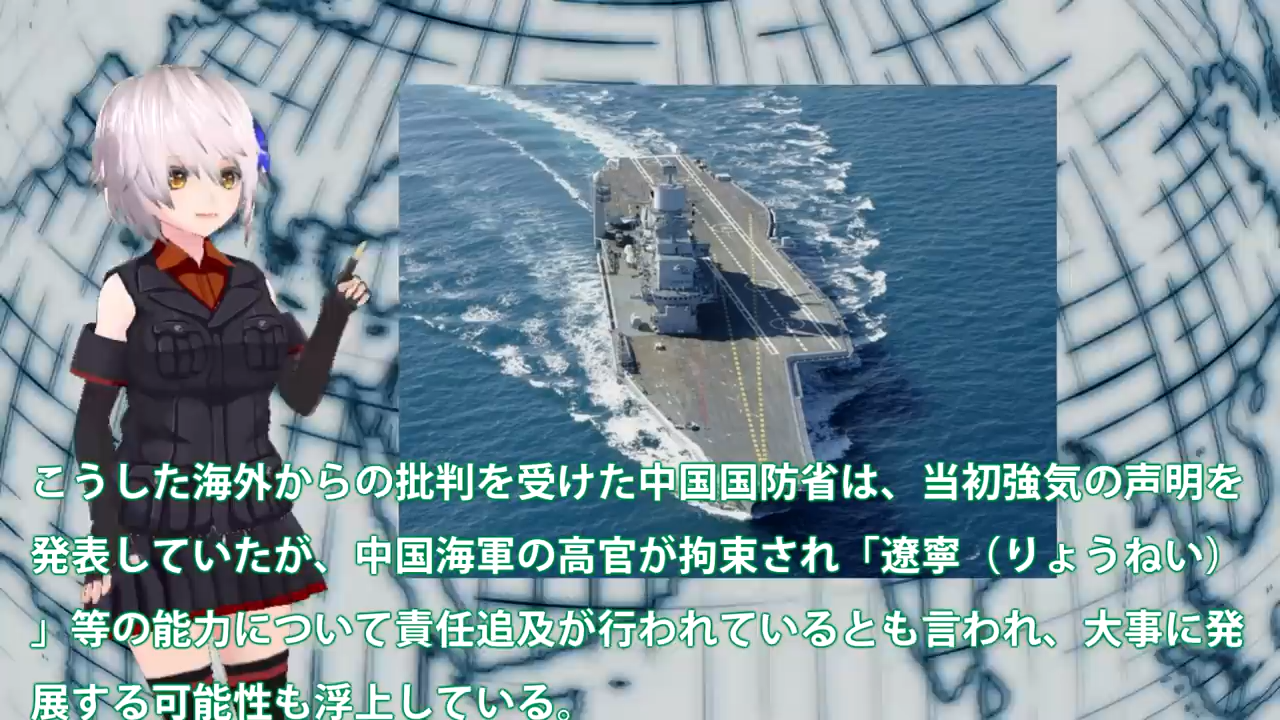 こうした海外からの批判を受けた中国国防省は、当初強気の声明を
発表していたが、中国海軍の高官が拘束され「遼寧（りょうねい）
」等の能力について責任追及が行われているとも言われ、大事に発
展する可能性も浮上している。